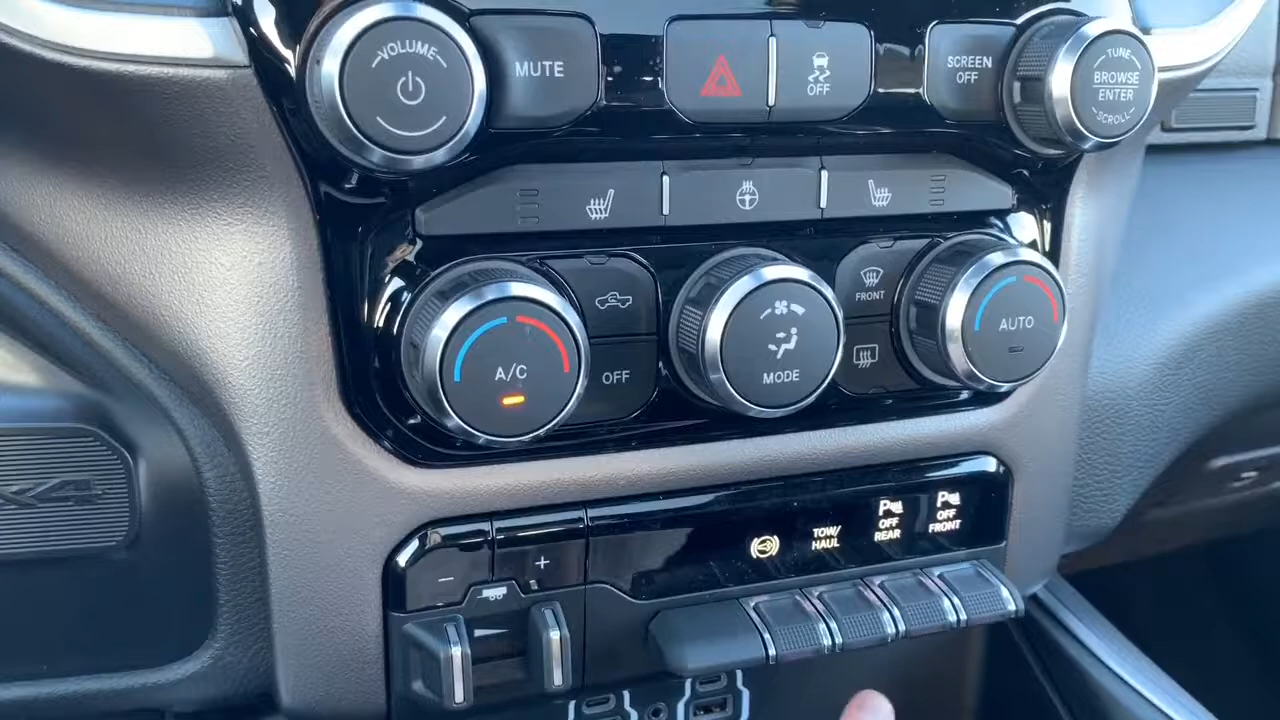 VOLUME
MUTE
OFF
SCREEN
OFF
TUNE
BROWSE
ENTER
SCROLL
A/C
OFF
MODE
FRONT
AUTO
- +
TOW/
HAUL
P
OFF
REAR
P
OFF
FRONT